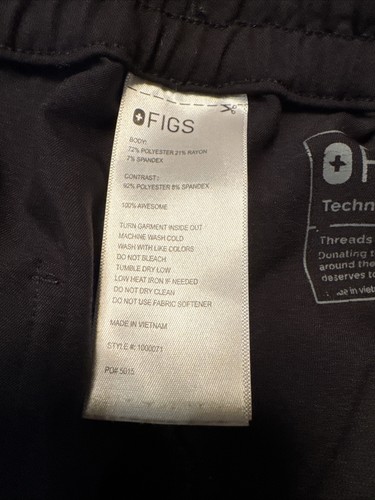 FIGS
BODY:
72% POLYESTER 21% RAYON
7% SPANDEX
CONTRAST:
92% POLYESTER 8% SPANDEX
100% AWESOME
TURN GARMENT INSIDE OUT
MACHINE WASH COLD
WASH WITH LIKE COLORS
DO NOT BLEACH
TUMBLE DRY LOW
LOW HEAT IRON IF NEEDED
DO NOT DRY CLEAN
DO NOT USE FABRIC SOFTENER
MADE IN VIETNAM
STYLE #: 1000071
PO# 5015
F
Techn
Threads
Donating
around the
deserves to
in viet